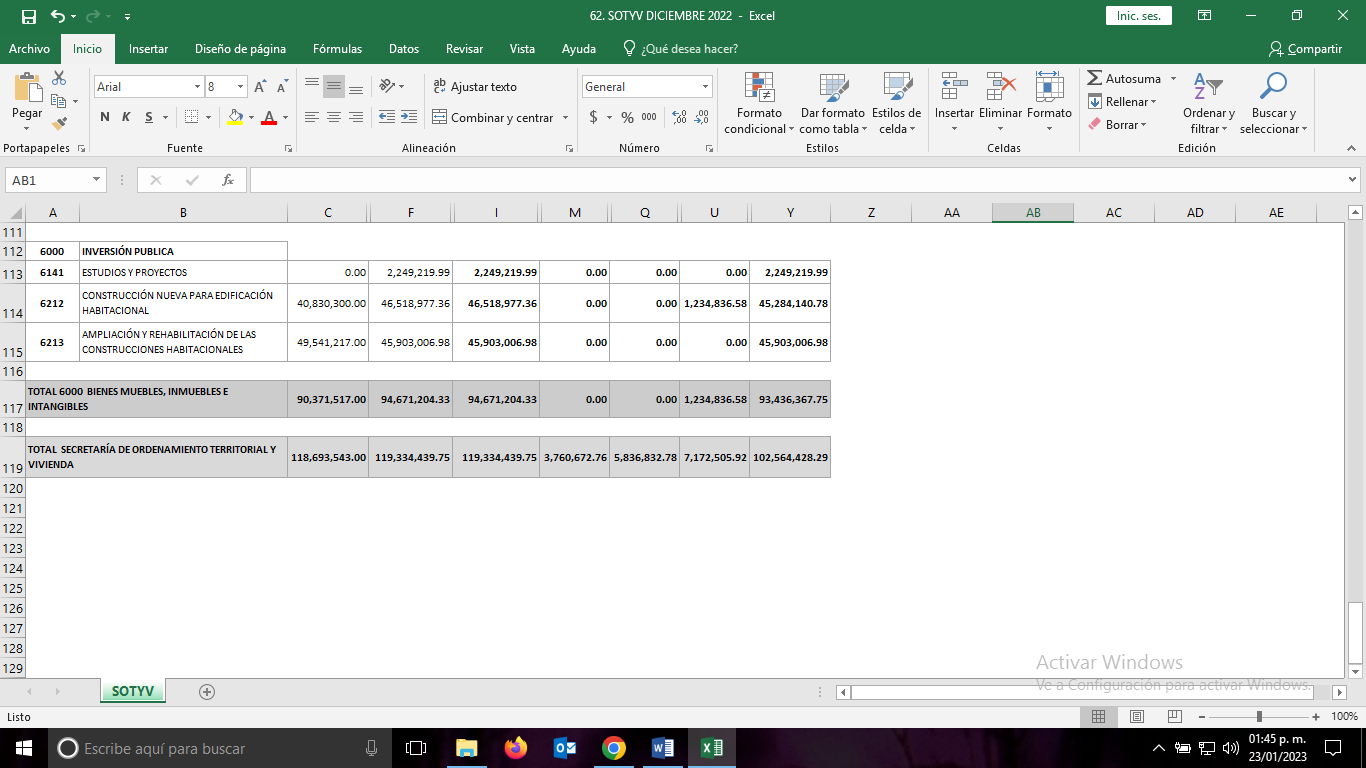 62. SOTYV DICIEMBRE 2022 - Excel
Inic. ses.
Archivo Inicio Insertar Diseño de página Fórmulas Datos Revisar Vista Ayuda ¿Qué desea hacer? Compartir
Pegar
Arial 8
N K S
Ajustar texto
Combinar y centrar
General
$ % 000
Formato condicional
Dar formato como tabla
Estilos de celda
Insertar Eliminar Formato
Autosuma
Rellenar
Borrar
Ordenar y filtrar
Buscar y seleccionar
Portapapeles Fuente Alineación Número Estilos Celdas Edición
AB1 fx
A B C F I M Q U Y Z AA AB AC AD AE
111
112 6000 INVERSIÓN PUBLICA
113 6141 ESTUDIOS Y PROYECTOS 0.00 2,249,219.99 2,249,219.99 0.00 0.00 0.00 2,249,219.99
114 6212 CONSTRUCCIÓN NUEVA PARA EDIFICACIÓN HABITACIONAL 40,830,300.00 46,518,977.36 46,518,977.36 0.00 0.00 1,234,836.58 45,284,140.78
115 6213 AMPLIACIÓN Y REHABILITACIÓN DE LAS CONSTRUCCIONES HABITACIONALES 49,541,217.00 45,903,006.98 45,903,006.98 0.00 0.00 0.00 45,903,006.98
116
117 TOTAL 6000 BIENES MUEBLES, INMUEBLES E INTANGIBLES 90,371,517.00 94,671,204.33 94,671,204.33 0.00 0.00 1,234,836.58 93,436,367.75
118
119 TOTAL SECRETARÍA DE ORDENAMIENTO TERRITORIAL Y VIVIENDA 118,693,543.00 119,334,439.75 119,334,439.75 3,760,672.76 5,836,832.78 7,172,505.92 102,564,428.29
120
121
122
123
124
125
126
127
128
129
Activar Windows
Ve a Configuración para activar Windows.
SOTYV
Listo
100%
Escribe aquí para buscar
01:45 p. m.
23/01/2023